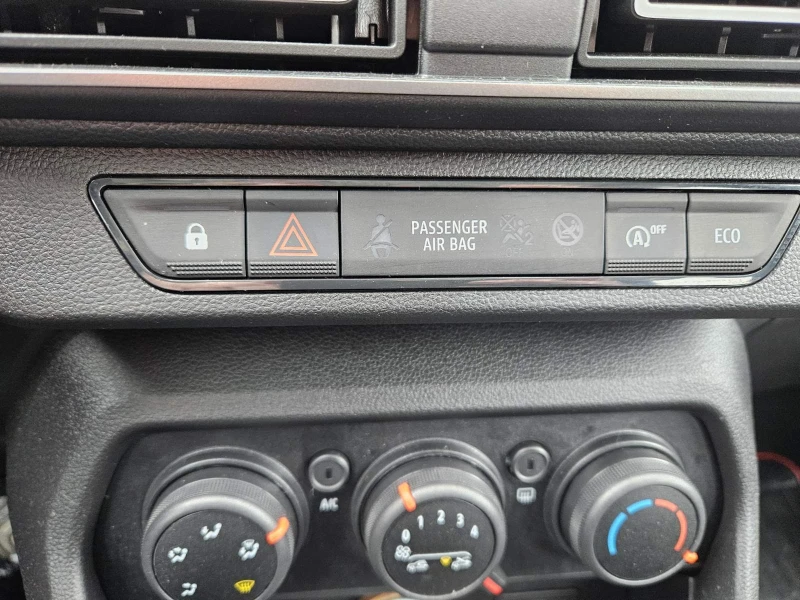 PASSENGER
AIR BAG
A OFF
ECO
A/C
0 1 2 3 4